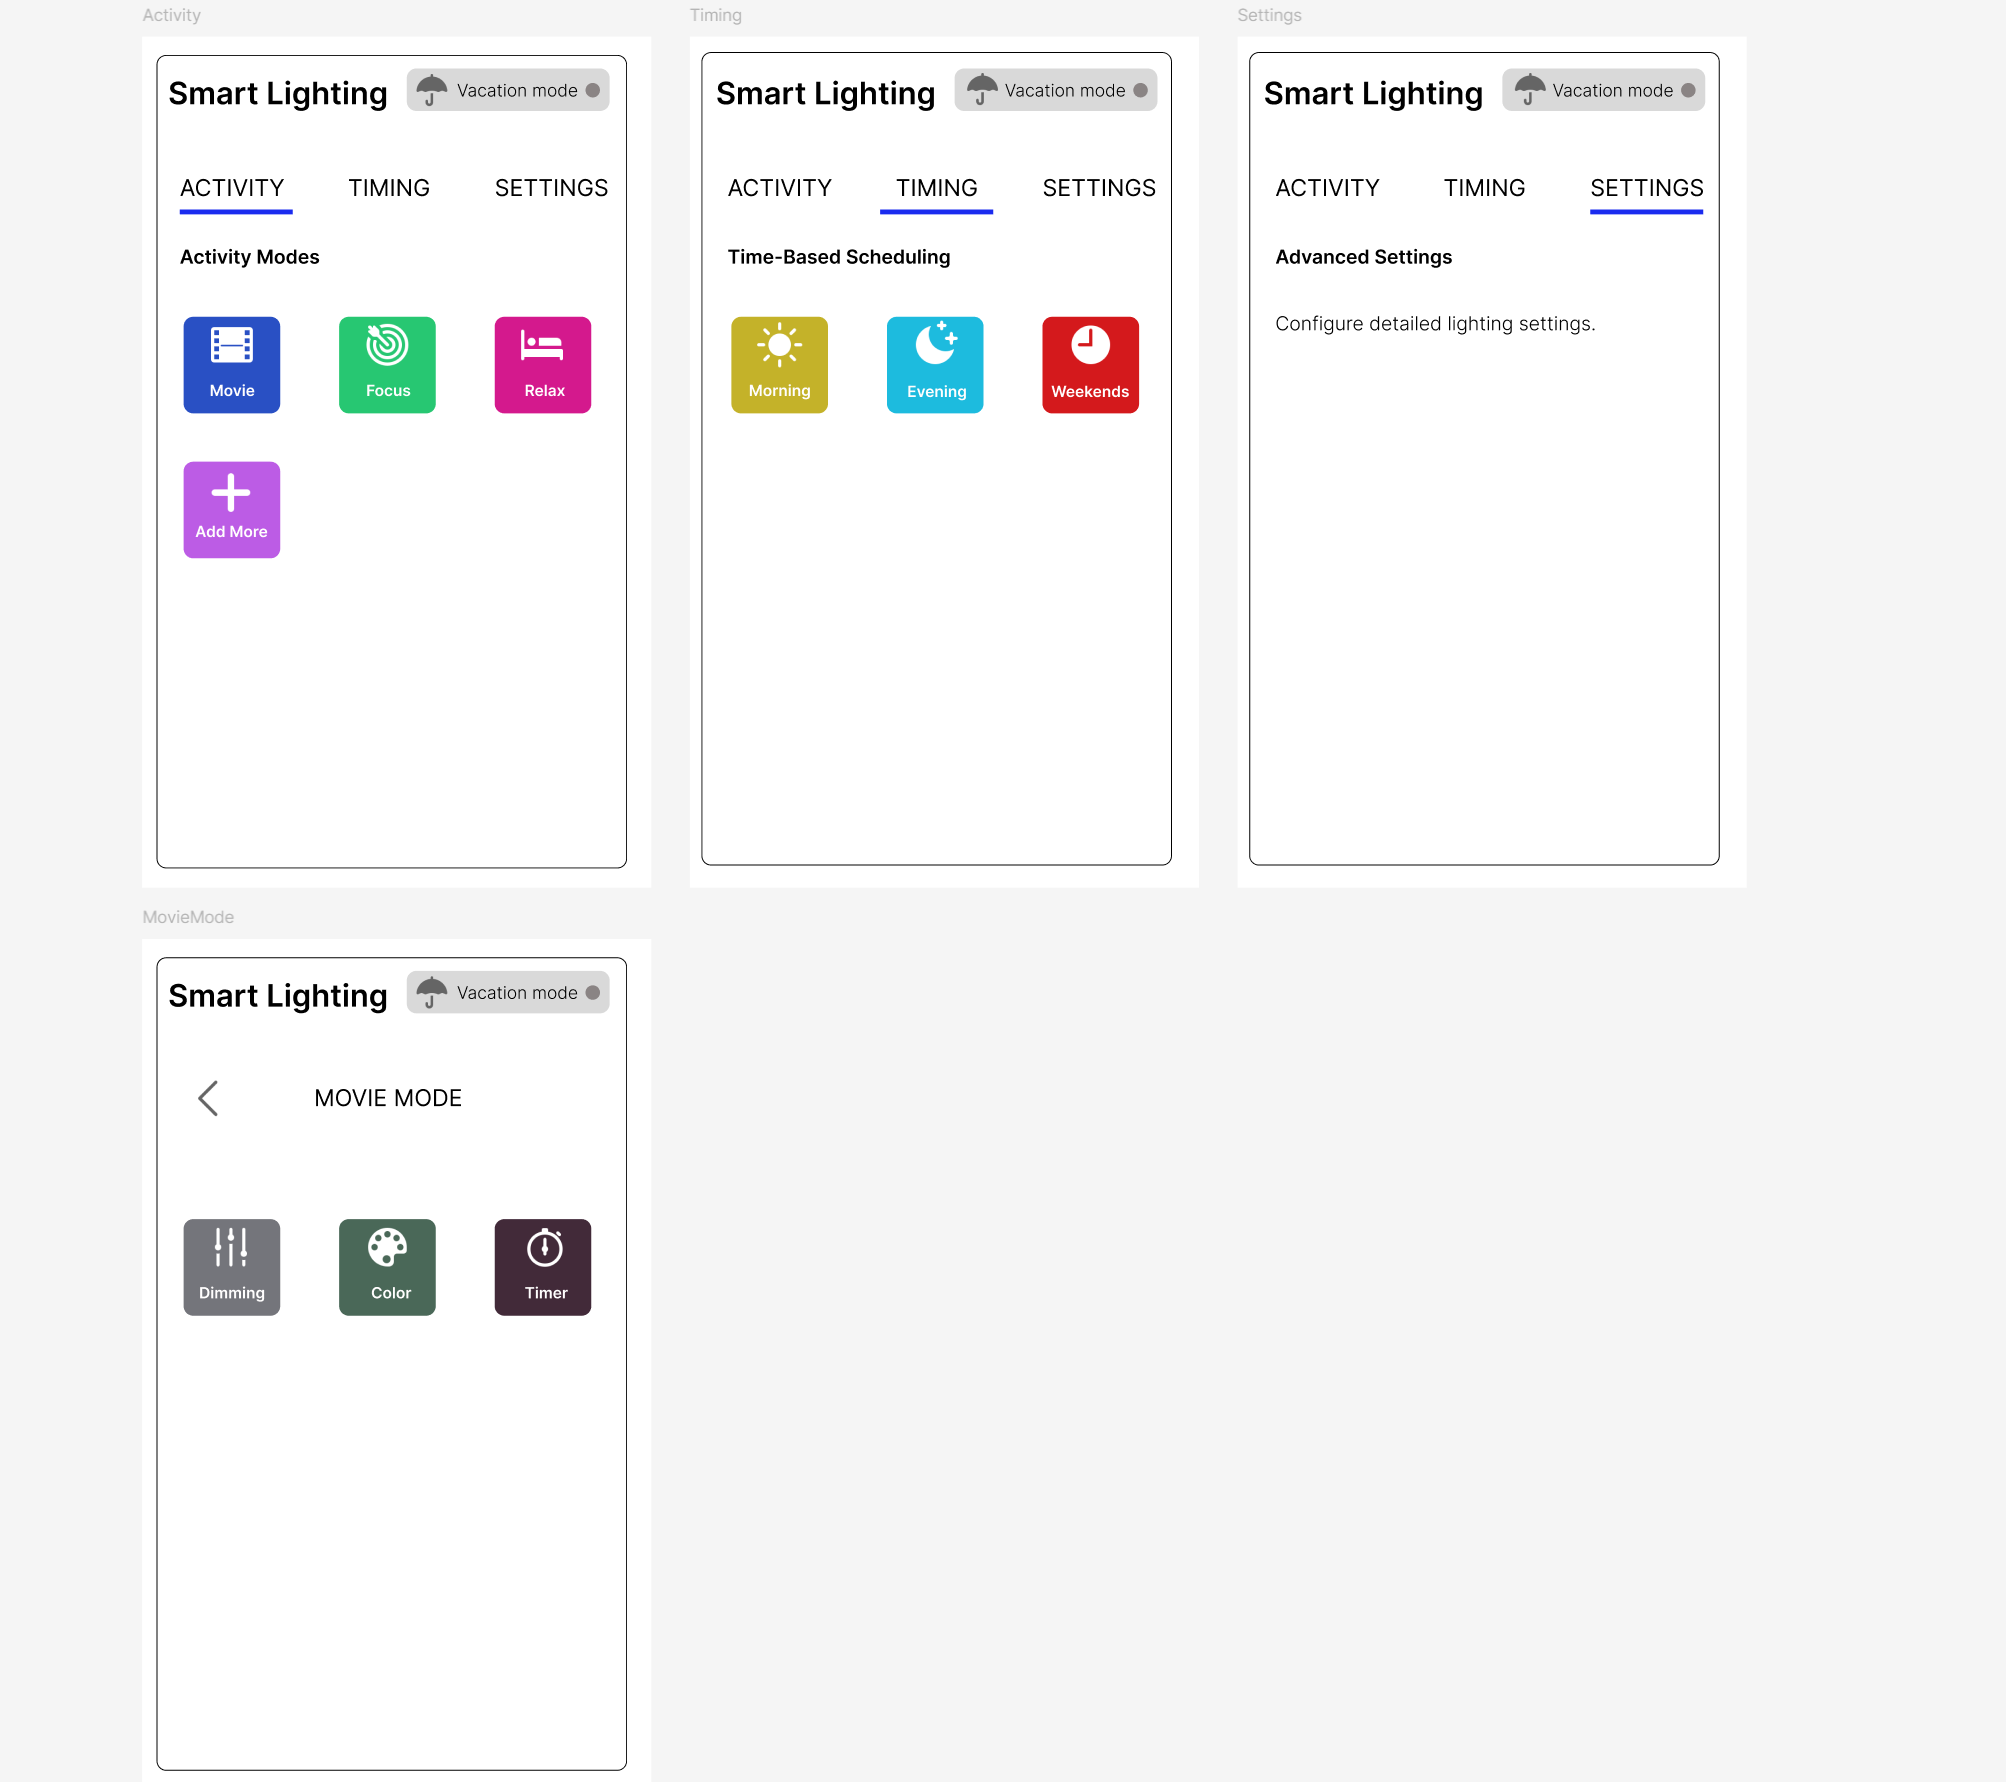 Activity
Smart Lighting
Vacation mode
ACTIVITY TIMING SETTINGS
Activity Modes
Movie
Focus
Relax
Add More
Timing
Smart Lighting
Vacation mode
ACTIVITY TIMING SETTINGS
Time-Based Scheduling
Morning
Evening
Weekends
Settings
Smart Lighting
Vacation mode
ACTIVITY TIMING SETTINGS
Advanced Settings
Configure detailed lighting settings.
MovieMode
Smart Lighting
Vacation mode
MOVIE MODE
Dimming
Color
Timer